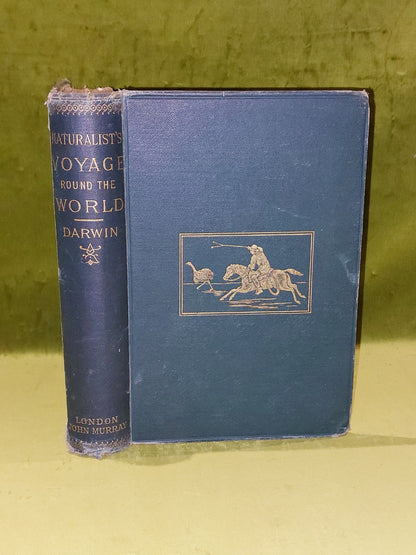 NATURALIST'S
VOYAGE
ROUND THE
WORLD
DARWIN
LONDON
JOHN MURRAY